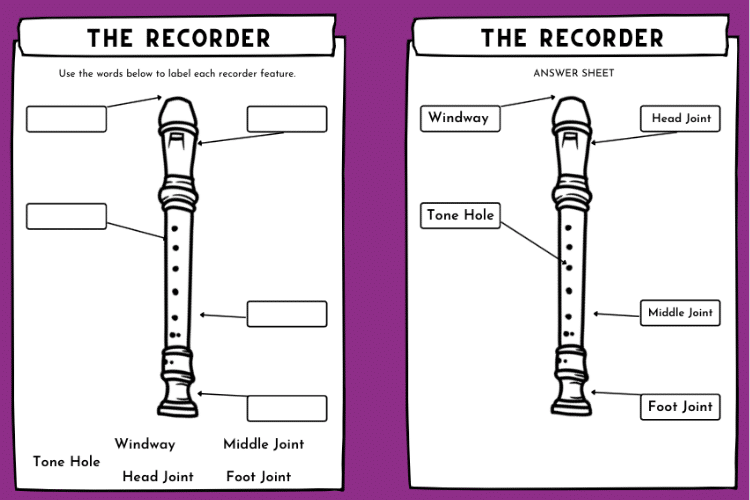 THE RECORDER
Use the words below to label each recorder feature.
Windway
Middle Joint
Tone Hole
Head Joint
Foot Joint
THE RECORDER
ANSWER SHEET
Windway
Head Joint
Tone Hole
Middle Joint
Foot Joint